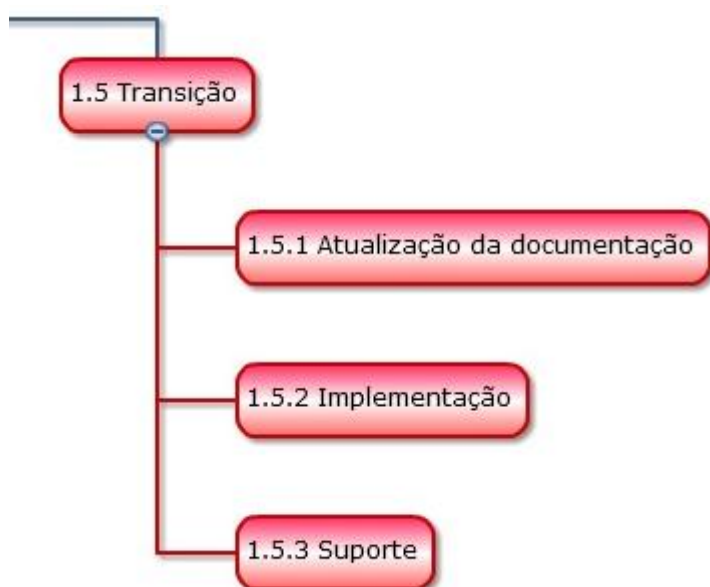 1.5 Transição
1.5.1 Atualização da documentação
1.5.2 Implementação
1.5.3 Suporte